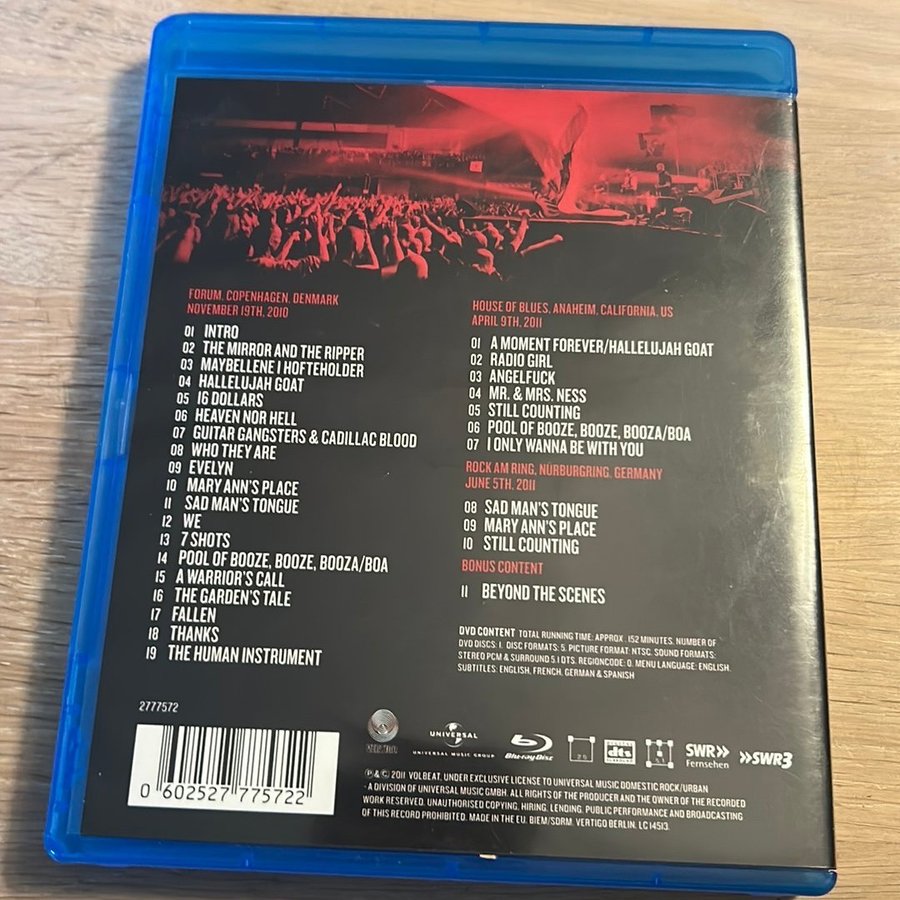 FORUM, COPENHAGEN, DENMARK
NOVEMBER 19TH, 2010
01 INTRO
02 THE MIRROR AND THE RIPPER
03 MAYBELLENE I HOFTEHOLDER
04 HALLELUJAH GOAT
05 16 DOLLARS
06 HEAVEN NOR HELL
07 GUITAR GANGSTERS & CADILLAC BLOOD
08 WHO THEY ARE
09 EVELYN
10 MARY ANN'S PLACE
11 SAD MAN'S TONGUE
12 WE
13 7 SHOTS
14 POOL OF BOOZE, BOOZE, BOOZA/BOA
15 A WARRIOR'S CALL
16 THE GARDEN'S TALE
17 FALLEN
18 THANKS
19 THE HUMAN INSTRUMENT
HOUSE OF BLUES, ANAHEIM, CALIFORNIA, US
APRIL 9TH, 2011
01 A MOMENT FOREVER/HALLELUJAH GOAT
02 RADIO GIRL
03 ANGELFUCK
04 MR. & MRS. NESS
05 STILL COUNTING
06 POOL OF BOOZE, BOOZE, BOOZA/BOA
07 I ONLY WANNA BE WITH YOU
ROCK AM RING, NÜRBURGRING, GERMANY
JUNE 5TH, 2011
08 SAD MAN'S TONGUE
09 MARY ANN'S PLACE
10 STILL COUNTING
BONUS CONTENT
11 BEYOND THE SCENES
DVD CONTENT TOTAL RUNNING TIME: APPROX. 152 MINUTES. NUMBER OF
DVD DISCS: 1. DISC FORMATS: 5. PICTURE FORMAT: NTSC. SOUND FORMATS:
STEREO PCM & SURROUND 5.1 DTS. REGIONCODE: 0. MENU LANGUAGE: ENGLISH.
SUBTITLES: ENGLISH, FRENCH, GERMAN & SPANISH
2777572
0 602527 775722
UNIVERSAL
UNIVERSAL MUSIC GROUP
Blu-ray Disc
DIGITAL
dts
SURROUND
SWR»
Fernsehen
»SWR3
℗ & © 2011 VOLBEAT, UNDER EXCLUSIVE LICENSE TO UNIVERSAL MUSIC DOMESTIC ROCK/URBAN
- A DIVISION OF UNIVERSAL MUSIC GMBH. ALL RIGHTS OF THE PRODUCER AND THE OWNER OF THE RECORDED
WORK RESERVED. UNAUTHORISED COPYING, HIRING, LENDING, PUBLIC PERFORMANCE AND BROADCASTING
OF THIS RECORD PROHIBITED. MADE IN THE EU. BIEM/SDRM. VERTIGO BERLIN. LC 14513.